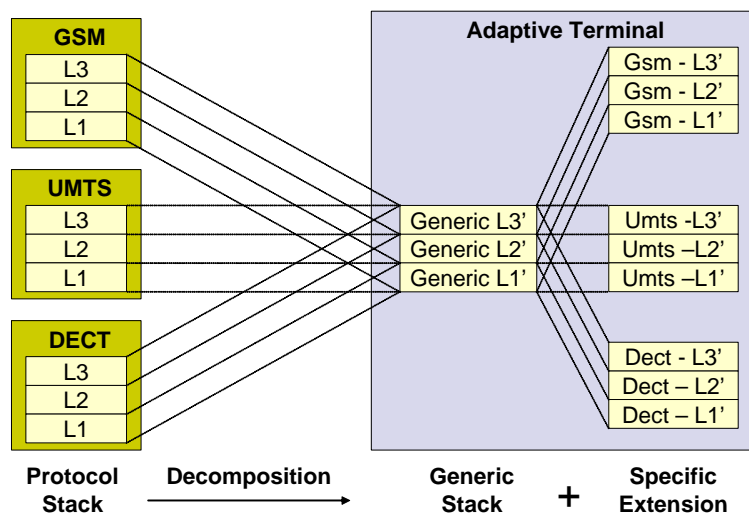 GSM
L3
L2
L1
UMTS
L3
L2
L1
DECT
L3
L2
L1
Adaptive Terminal
Generic L3’
Generic L2’
Generic L1’
Gsm - L3’
Gsm - L2’
Gsm - L1’
Umts -L3’
Umts –L2’
Umts –L1’
Dect - L3’
Dect – L2’
Dect – L1’
Protocol
Stack
Decomposition
Generic
Stack
+
Specific
Extension